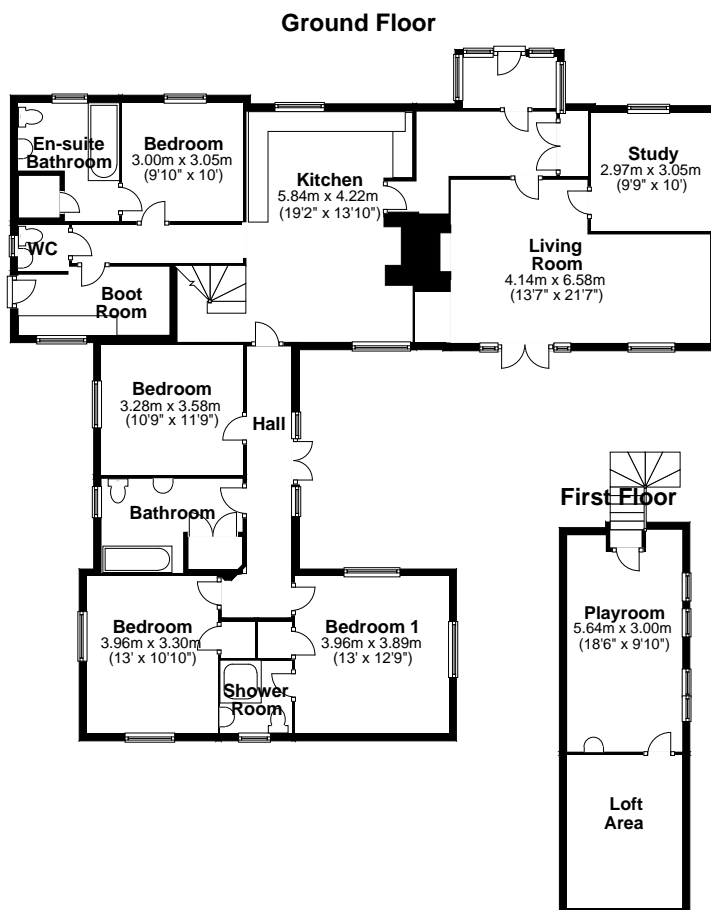 Ground Floor
En-suite
Bathroom
Bedroom
3.00m x 3.05m
(9'10" x 10')
Kitchen
5.84m x 4.22m
(19'2" x 13'10")
Study
2.97m x 3.05m
(9'9" x 10')
WC
Boot
Room
Living
Room
4.14m x 6.58m
(13'7" x 21'7")
Bedroom
3.28m x 3.58m
(10'9" x 11'9")
Hall
Bathroom
Bedroom
3.96m x 3.30m
(13' x 10'10")
Bedroom 1
3.96m x 3.89m
(13' x 12'9")
Shower
Room
First Floor
Playroom
5.64m x 3.00m
(18'6" x 9'10")
Loft
Area